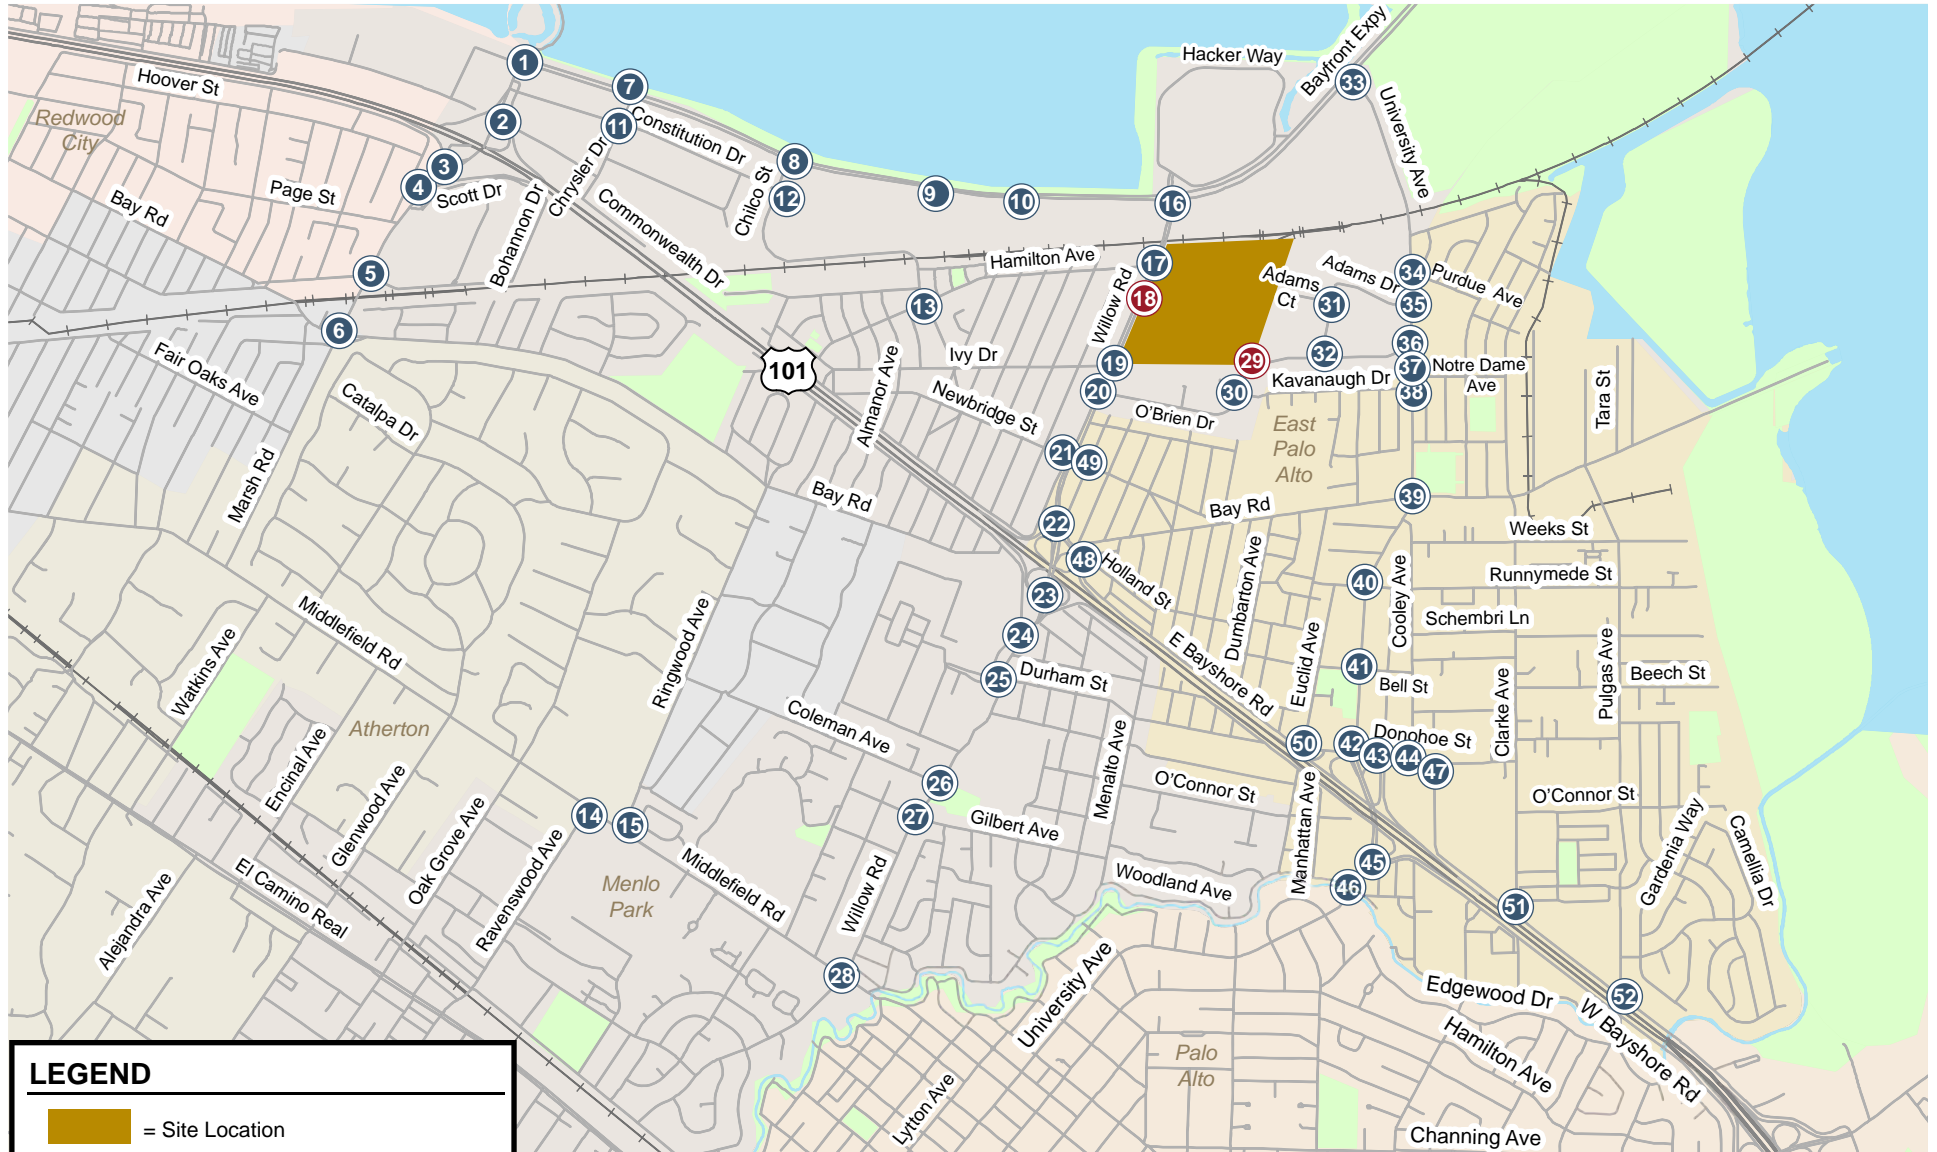 Hacker Way
Bayfront Expy
1
33
Hoover St
7
University Ave
Redwood
City
2
11
Constitution Dr
Chrysler Dr
8
3
4
Scott Dr
Page St
Bay Rd
Bohannon Dr
Commonwealth Dr
Chilco St
12
9
10
16
5
Hamilton Ave
17
Willow Rd
18
Adams
Ct
Adams Dr
34
Purdue Ave
31
35
13
6
Fair Oaks Ave
101
Ivy Dr
19
29
32
36
37
Notre Dame
Ave
38
Kavanaugh Dr
20
30
O'Brien Dr
Tara St
Catalpa Dr
Almanor Ave
Newbridge St
East
Palo
Alto
Marsh Rd
21
49
Bay Rd
Bay Rd
39
22
Weeks St
48
Holland St
Dumbarton Ave
Cooley Ave
40
Runnymede St
23
Schembri Ln
Middlefield Rd
Watkins Ave
Ringwood Ave
24
Euclid Ave
E Bayshore Rd
25
Durham St
41
Bell St
Clarke Ave
Pulgas Ave
Beech St
Atherton
Encinal Ave
Coleman Ave
Menalto Ave
50
42
Donohoe St
43
44
47
Glenwood Ave
26
O'Connor St
Manhattan Ave
O'Connor St
14
15
27
Gilbert Ave
Gardenia Way
Camellia Dr
Oak Grove Ave
Ravenswood Ave
El Camino Real
Alejandra Ave
Menlo
Park
Middlefield Rd
Willow Rd
Woodland Ave
45
46
51
28
University Ave
Edgewood Dr
52
W Bayshore Rd
Hamilton Ave
Palo
Alto
Lytton Ave
Channing Ave
LEGEND
= Site Location